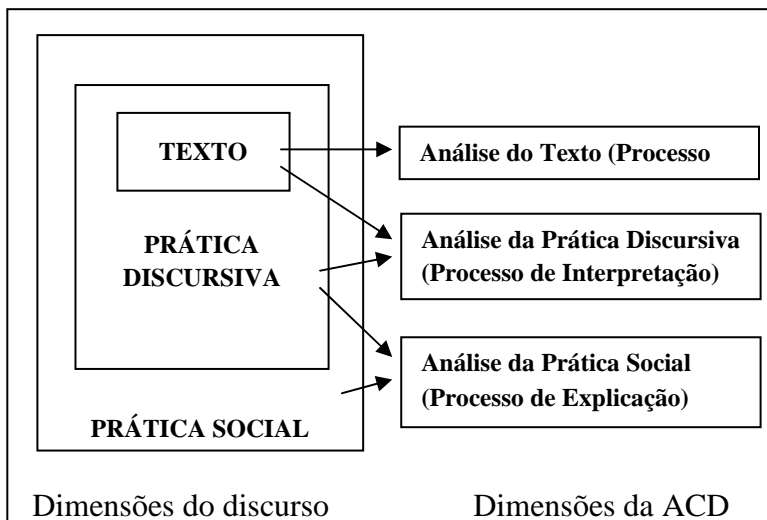 TEXTO
PRÁTICA
DISCURSIVA
PRÁTICA SOCIAL
Análise do Texto (Processo
Análise da Prática Discursiva
(Processo de Interpretação)
Análise da Prática Social
(Processo de Explicação)
Dimensões do discurso
Dimensões da ACD